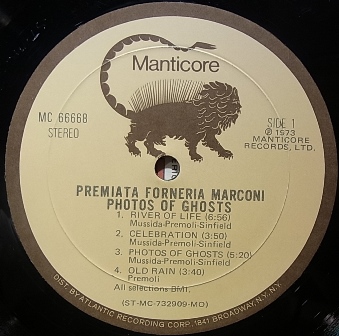 Manticore
MC 66668
STEREO
SIDE 1
℗ 1973
MANTICORE
RECORDS, LTD.
PREMIATA FORNERIA MARCONI
PHOTOS OF GHOSTS
1. RIVER OF LIFE (6:56)
Mussida-Premoli-Sinfield
2. CELEBRATION (3:50)
Mussida-Premoli-Sinfield
3. PHOTOS OF GHOSTS (5:20)
Mussida-Premoli-Sinfield
4. OLD RAIN (3:40)
Premoli
All selections BMI.
(ST-MC-732909-MO)
DIST. BY ATLANTIC RECORDING CORP. 1841 BROADWAY, N.Y. N.Y.